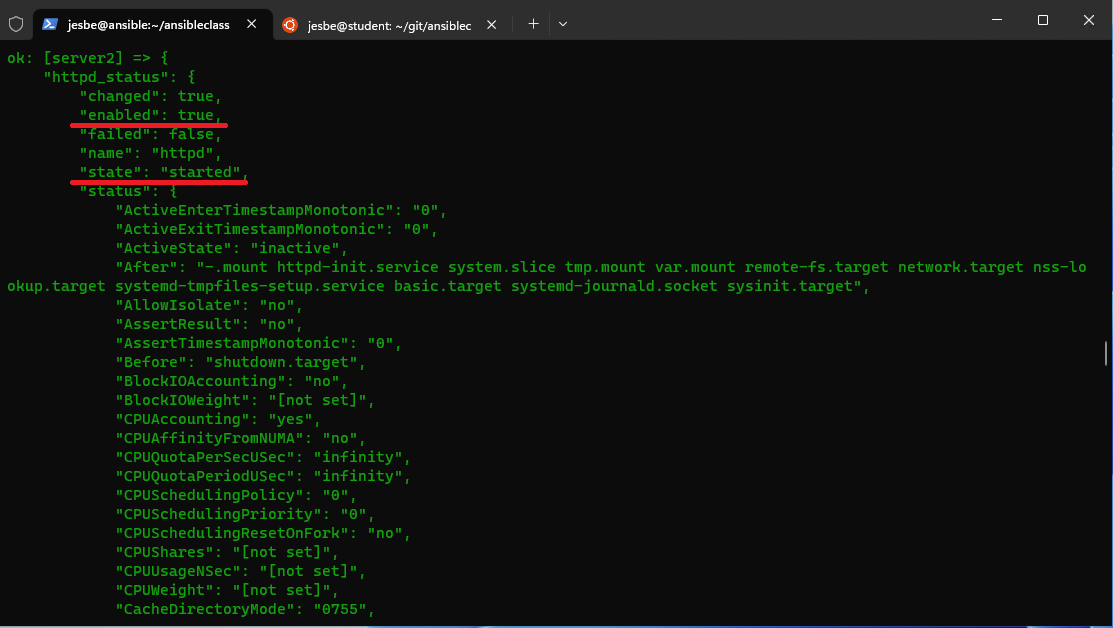 jesbe@ansible:~/ansibleclass
jesbe@student: ~/git/ansiblec
ok: [server2] => {
    "httpd_status": {
        "changed": true,
        "enabled": true,
        "failed": false,
        "name": "httpd",
        "state": "started",
        "status": {
            "ActiveEnterTimestampMonotonic": "0",
            "ActiveExitTimestampMonotonic": "0",
            "ActiveState": "inactive",
            "After": "-.mount httpd-init.service system.slice tmp.mount var.mount remote-fs.target network.target nss-lo
okup.target systemd-tmpfiles-setup.service basic.target systemd-journald.socket sysinit.target",
            "AllowIsolate": "no",
            "AssertResult": "no",
            "AssertTimestampMonotonic": "0",
            "Before": "shutdown.target",
            "BlockIOAccounting": "no",
            "BlockIOWeight": "[not set]",
            "CPUAccounting": "yes",
            "CPUAffinityFromNUMA": "no",
            "CPUQuotaPerSecUSec": "infinity",
            "CPUQuotaPeriodUSec": "infinity",
            "CPUSchedulingPolicy": "0",
            "CPUSchedulingPriority": "0",
            "CPUSchedulingResetOnFork": "no",
            "CPUShares": "[not set]",
            "CPUUsageNSec": "[not set]",
            "CPUWeight": "[not set]",
            "CacheDirectoryMode": "0755",